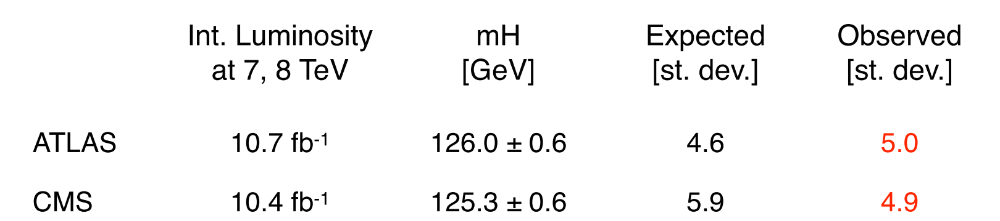 Int. Luminosity mH Expected Observed
at 7, 8 TeV [GeV] [st. dev.] [st. dev.]
ATLAS 10.7 fb-1 126.0 ± 0.6 4.6 5.0
CMS 10.4 fb-1 125.3 ± 0.6 5.9 4.9